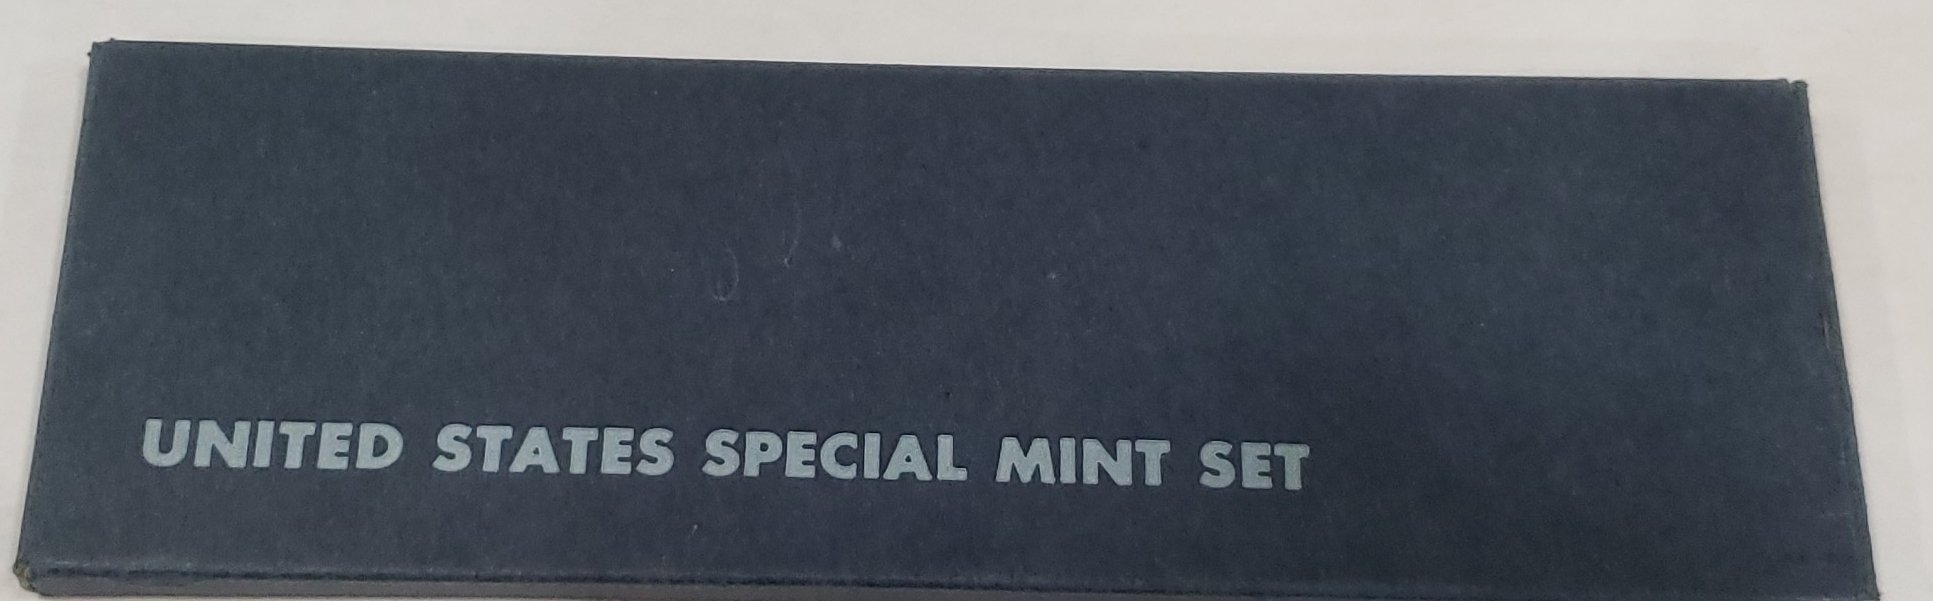 UNITED STATES SPECIAL MINT SET